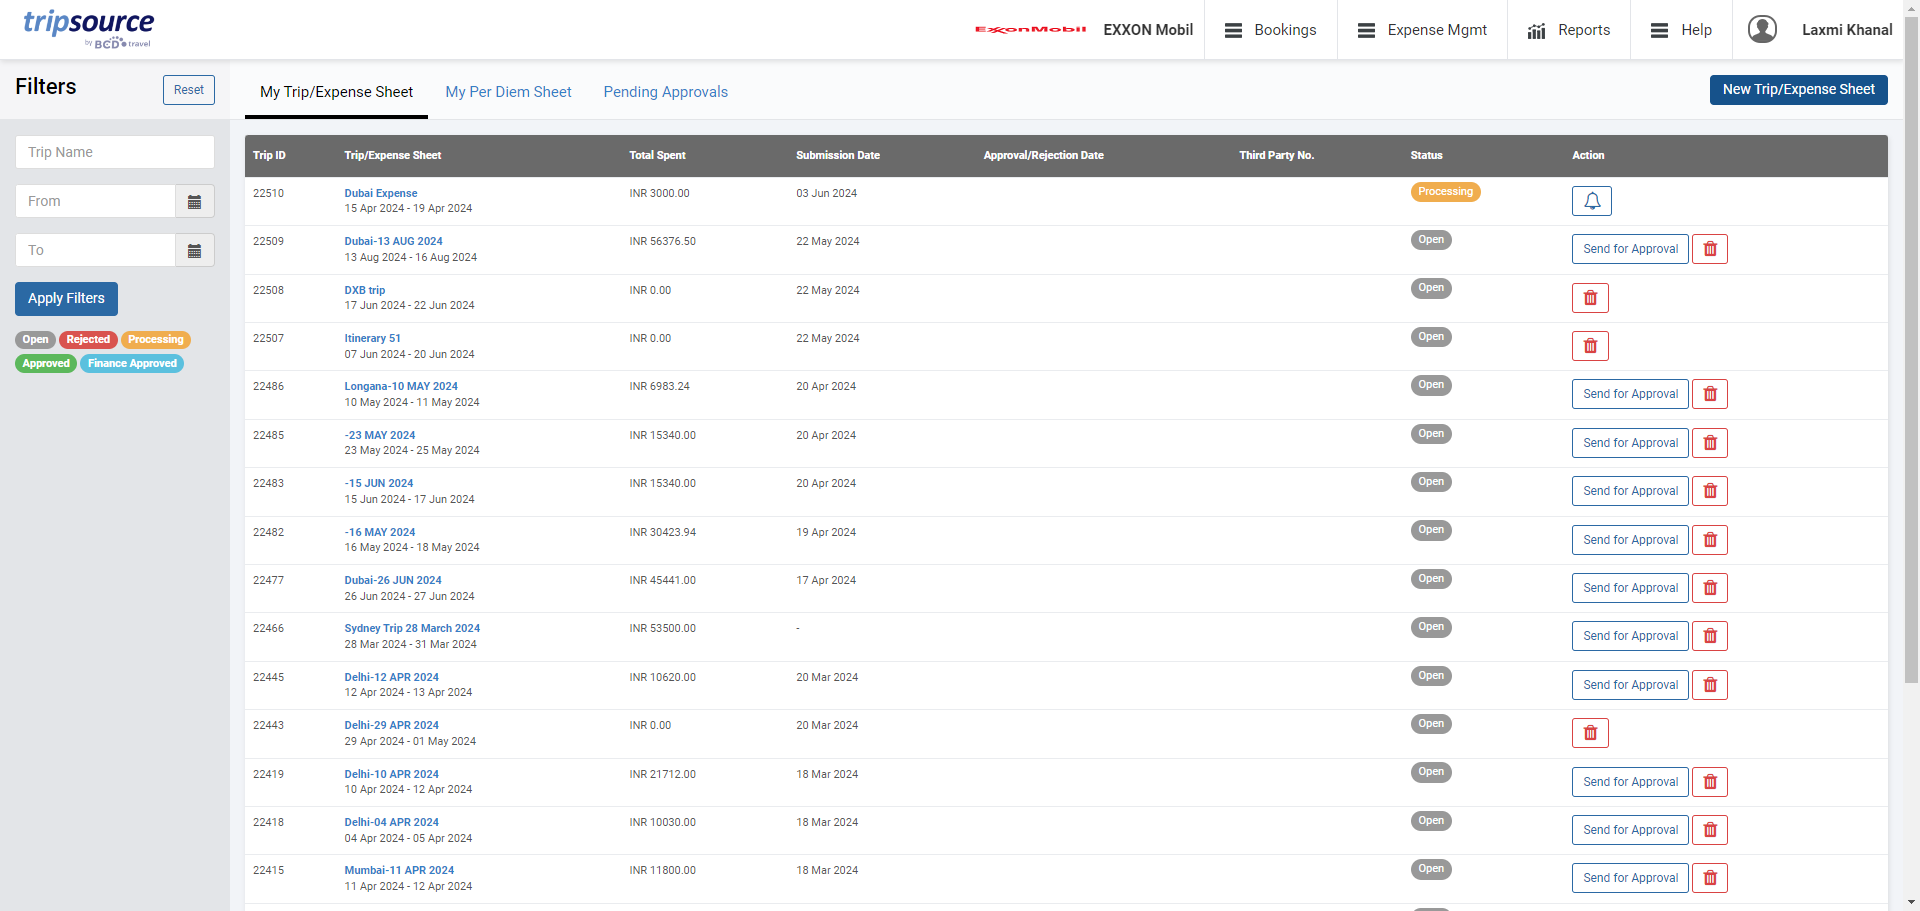 tripsource
by BCD travel
ExxonMobil
EXXON Mobil
Bookings
Expense Mgmt
Reports
Help
Laxmi Khanal
Filters
Reset
Trip Name
From
To
Apply Filters
Open Rejected Processing
Approved Finance Approved
My Trip/Expense Sheet My Per Diem Sheet Pending Approvals
New Trip/Expense Sheet
Trip ID Trip/Expense Sheet Total Spent Submission Date Approval/Rejection Date Third Party No. Status Action
22510 Dubai Expense INR 3000.00 03 Jun 2024 Processing
15 Apr 2024 - 19 Apr 2024
22509 Dubai-13 AUG 2024 INR 56376.50 22 May 2024 Open Send for Approval
13 Aug 2024 - 16 Aug 2024
22508 DXB trip INR 0.00 22 May 2024 Open
17 Jun 2024 - 22 Jun 2024
22507 Itinerary 51 INR 0.00 22 May 2024 Open
07 Jun 2024 - 20 Jun 2024
22486 Longana-10 MAY 2024 INR 6983.24 20 Apr 2024 Open Send for Approval
10 May 2024 - 11 May 2024
22485 -23 MAY 2024 INR 15340.00 20 Apr 2024 Open Send for Approval
23 May 2024 - 25 May 2024
22483 -15 JUN 2024 INR 15340.00 20 Apr 2024 Open Send for Approval
15 Jun 2024 - 17 Jun 2024
22482 -16 MAY 2024 INR 30423.94 19 Apr 2024 Open Send for Approval
16 May 2024 - 18 May 2024
22477 Dubai-26 JUN 2024 INR 45441.00 17 Apr 2024 Open Send for Approval
26 Jun 2024 - 27 Jun 2024
22466 Sydney Trip 28 March 2024 INR 53500.00 - Open Send for Approval
28 Mar 2024 - 31 Mar 2024
22445 Delhi-12 APR 2024 INR 10620.00 20 Mar 2024 Open Send for Approval
12 Apr 2024 - 13 Apr 2024
22443 Delhi-29 APR 2024 INR 0.00 20 Mar 2024 Open
29 Apr 2024 - 01 May 2024
22419 Delhi-10 APR 2024 INR 21712.00 18 Mar 2024 Open Send for Approval
10 Apr 2024 - 12 Apr 2024
22418 Delhi-04 APR 2024 INR 10030.00 18 Mar 2024 Open Send for Approval
04 Apr 2024 - 05 Apr 2024
22415 Mumbai-11 APR 2024 INR 11800.00 18 Mar 2024 Open Send for Approval
11 Apr 2024 - 12 Apr 2024